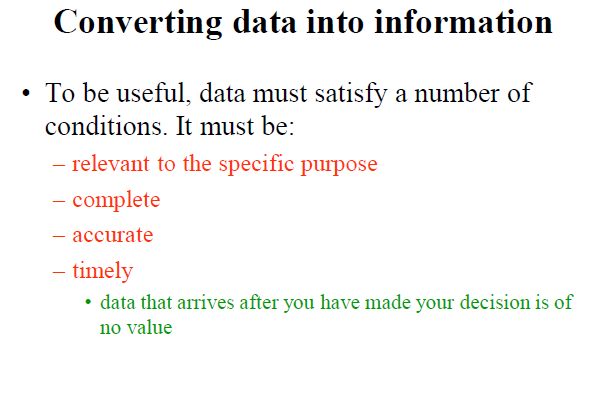 Converting data into information
• To be useful, data must satisfy a number of
conditions. It must be:
– relevant to the specific purpose
– complete
– accurate
– timely
• data that arrives after you have made your decision is of
no value